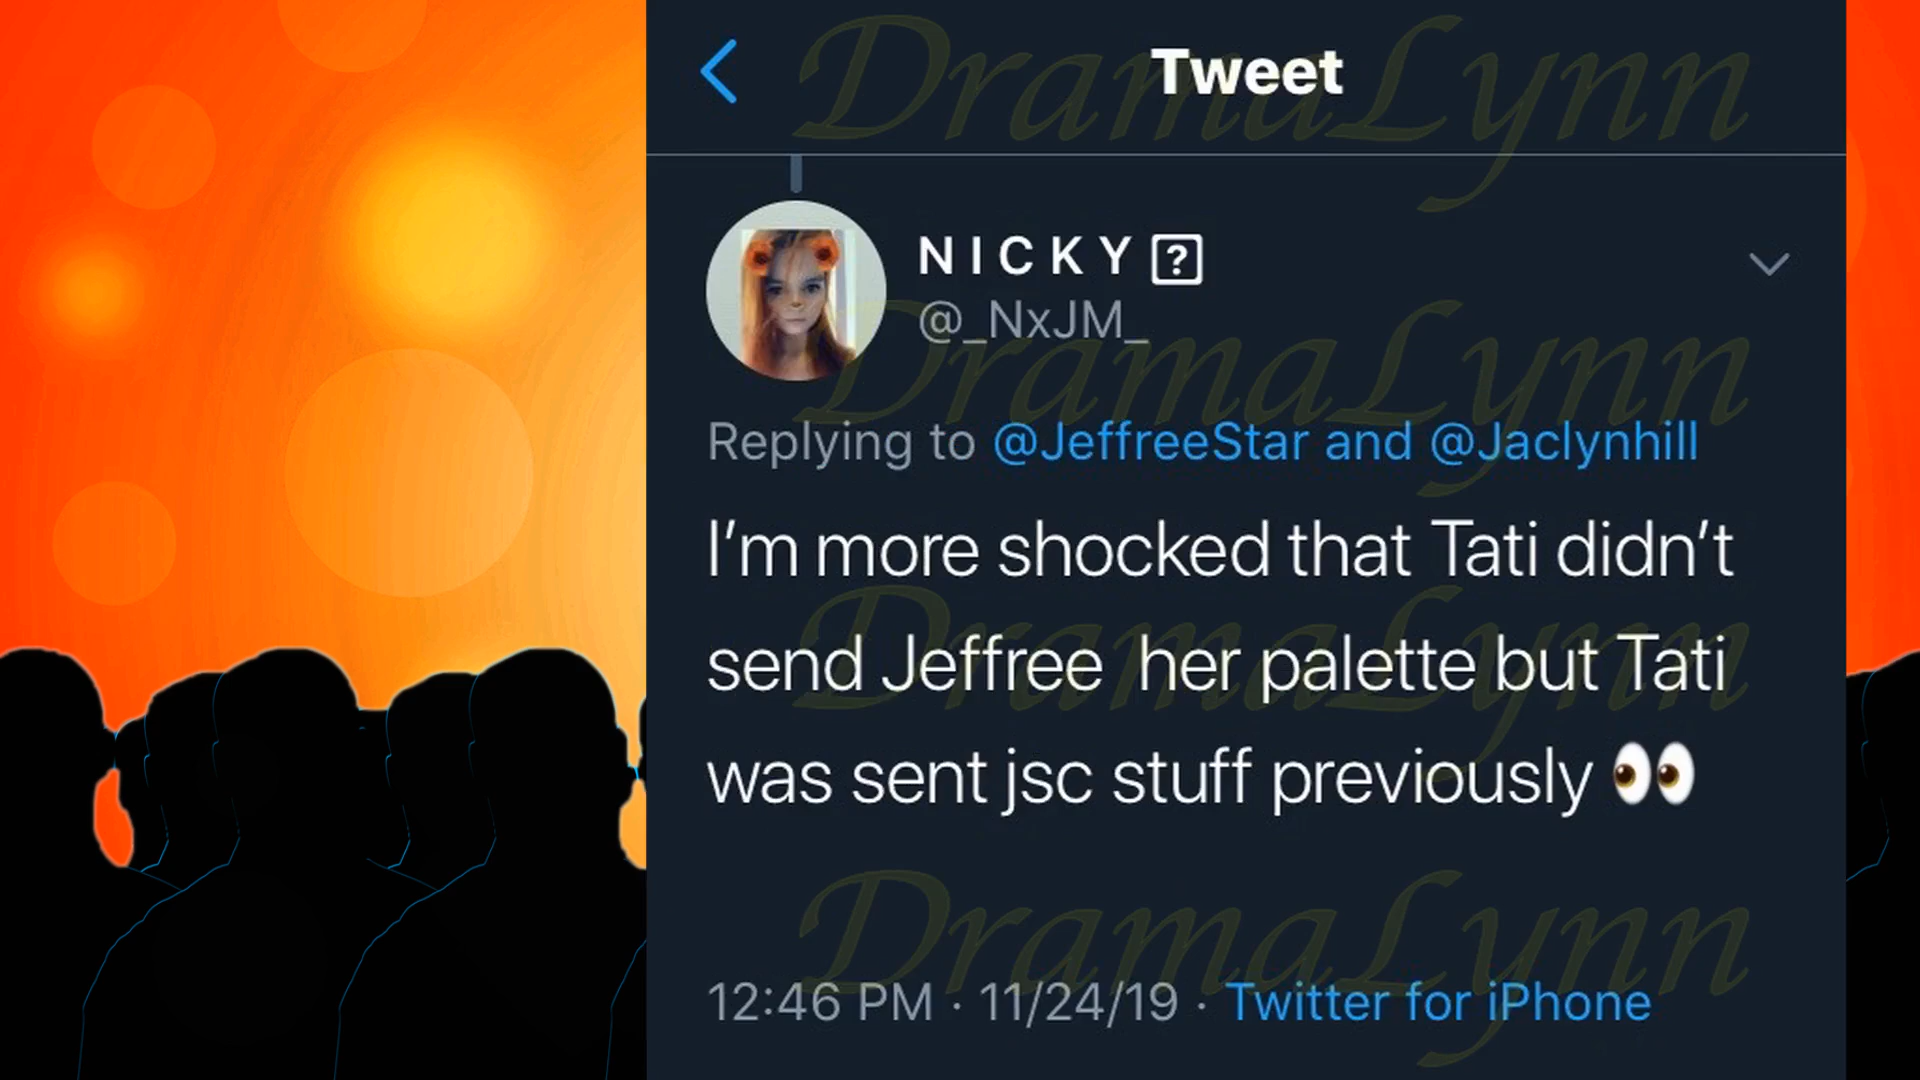 Tweet
N I C K Y ?
@_NxJM_
Replying to @JeffreeStar and @Jaclynhill
I’m more shocked that Tati didn’t
send Jeffree  her palette but Tati
was sent jsc stuff previously 👀
12:46 PM · 11/24/19 · Twitter for iPhone
DramaLynn
DramaLynn
DramaLynn
DramaLynn